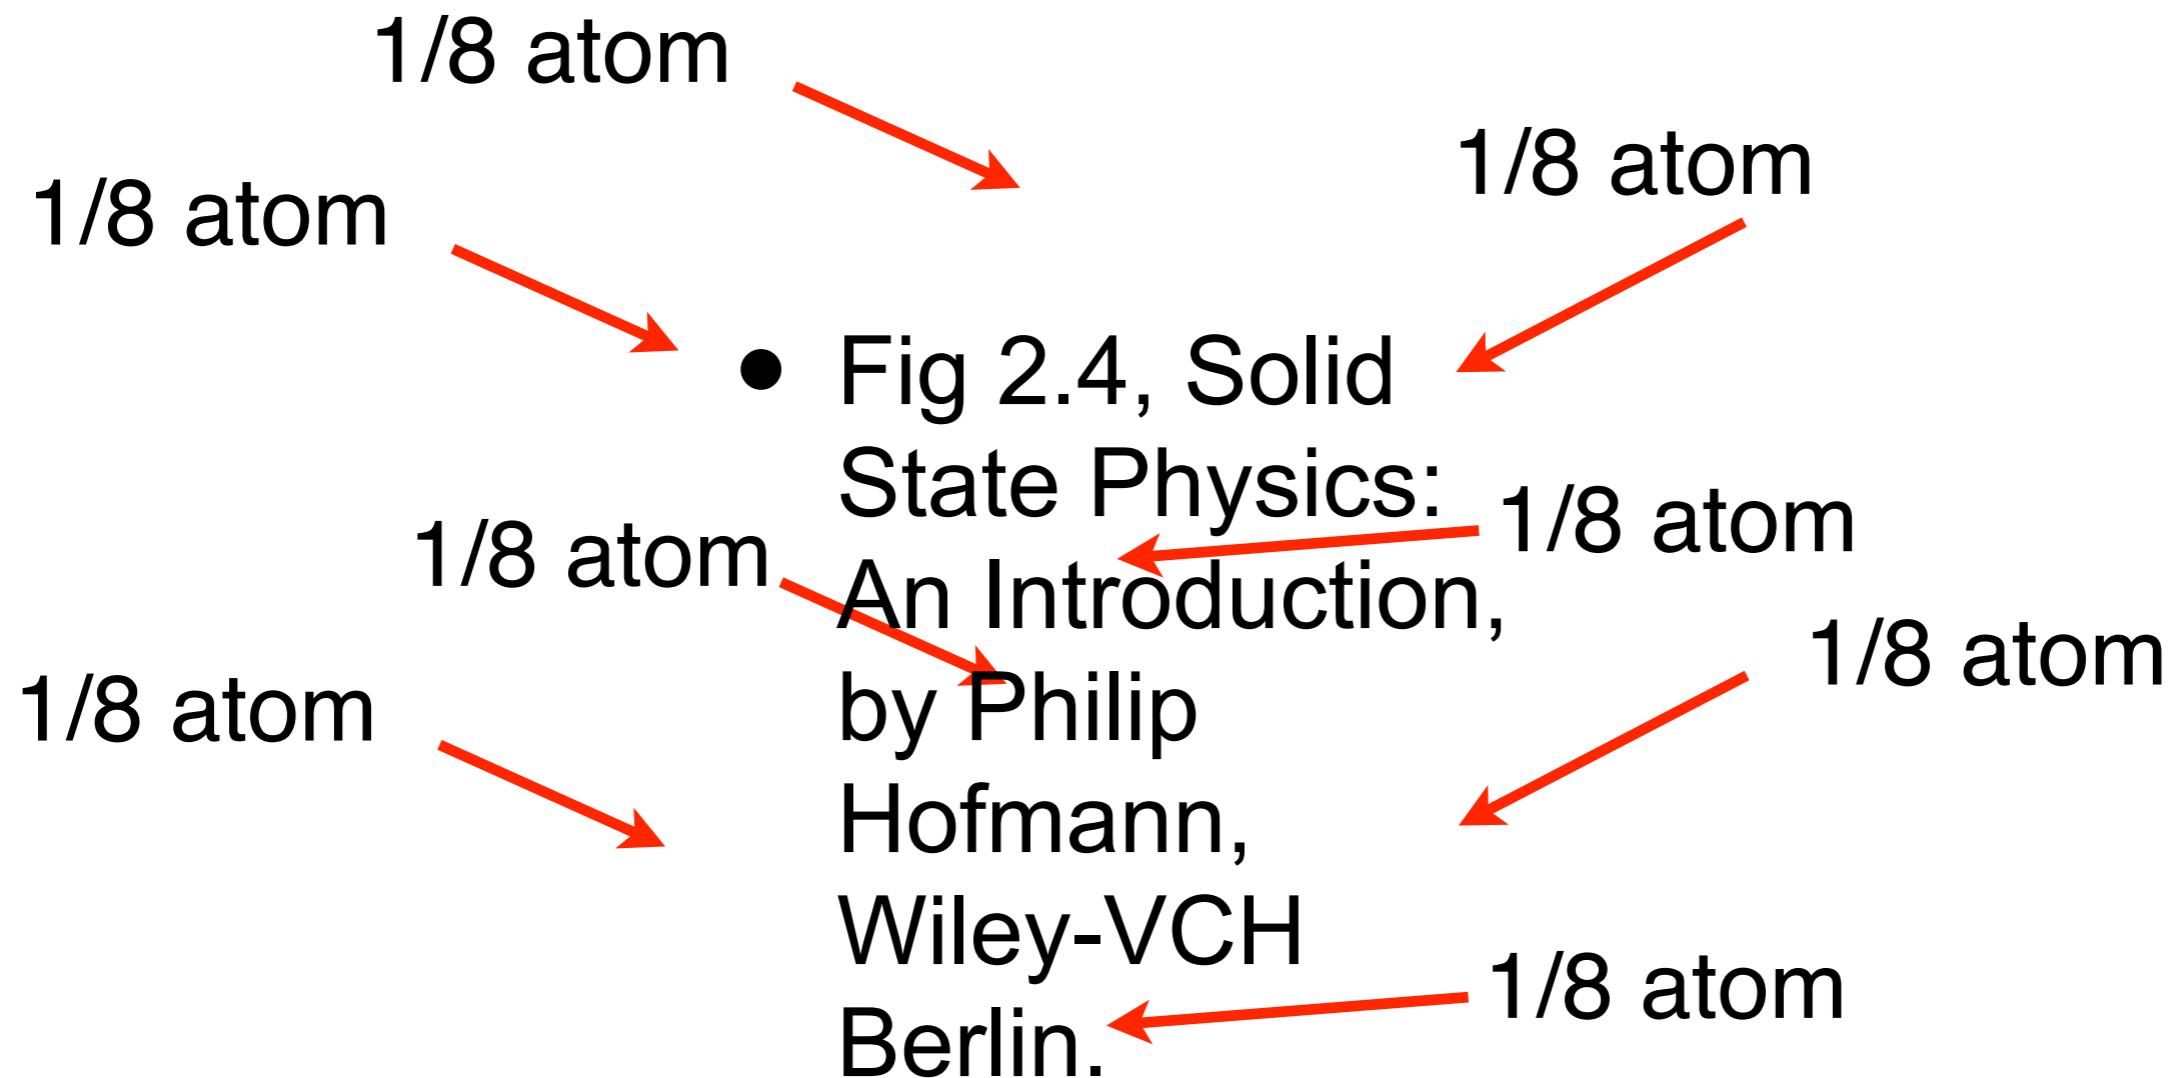 1/8 atom
1/8 atom
1/8 atom
• Fig 2.4, Solid
State Physics:
1/8 atom
1/8 atom
An Introduction,
1/8 atom
by Philip
1/8 atom
Hofmann,
Wiley-VCH
1/8 atom
Berlin.